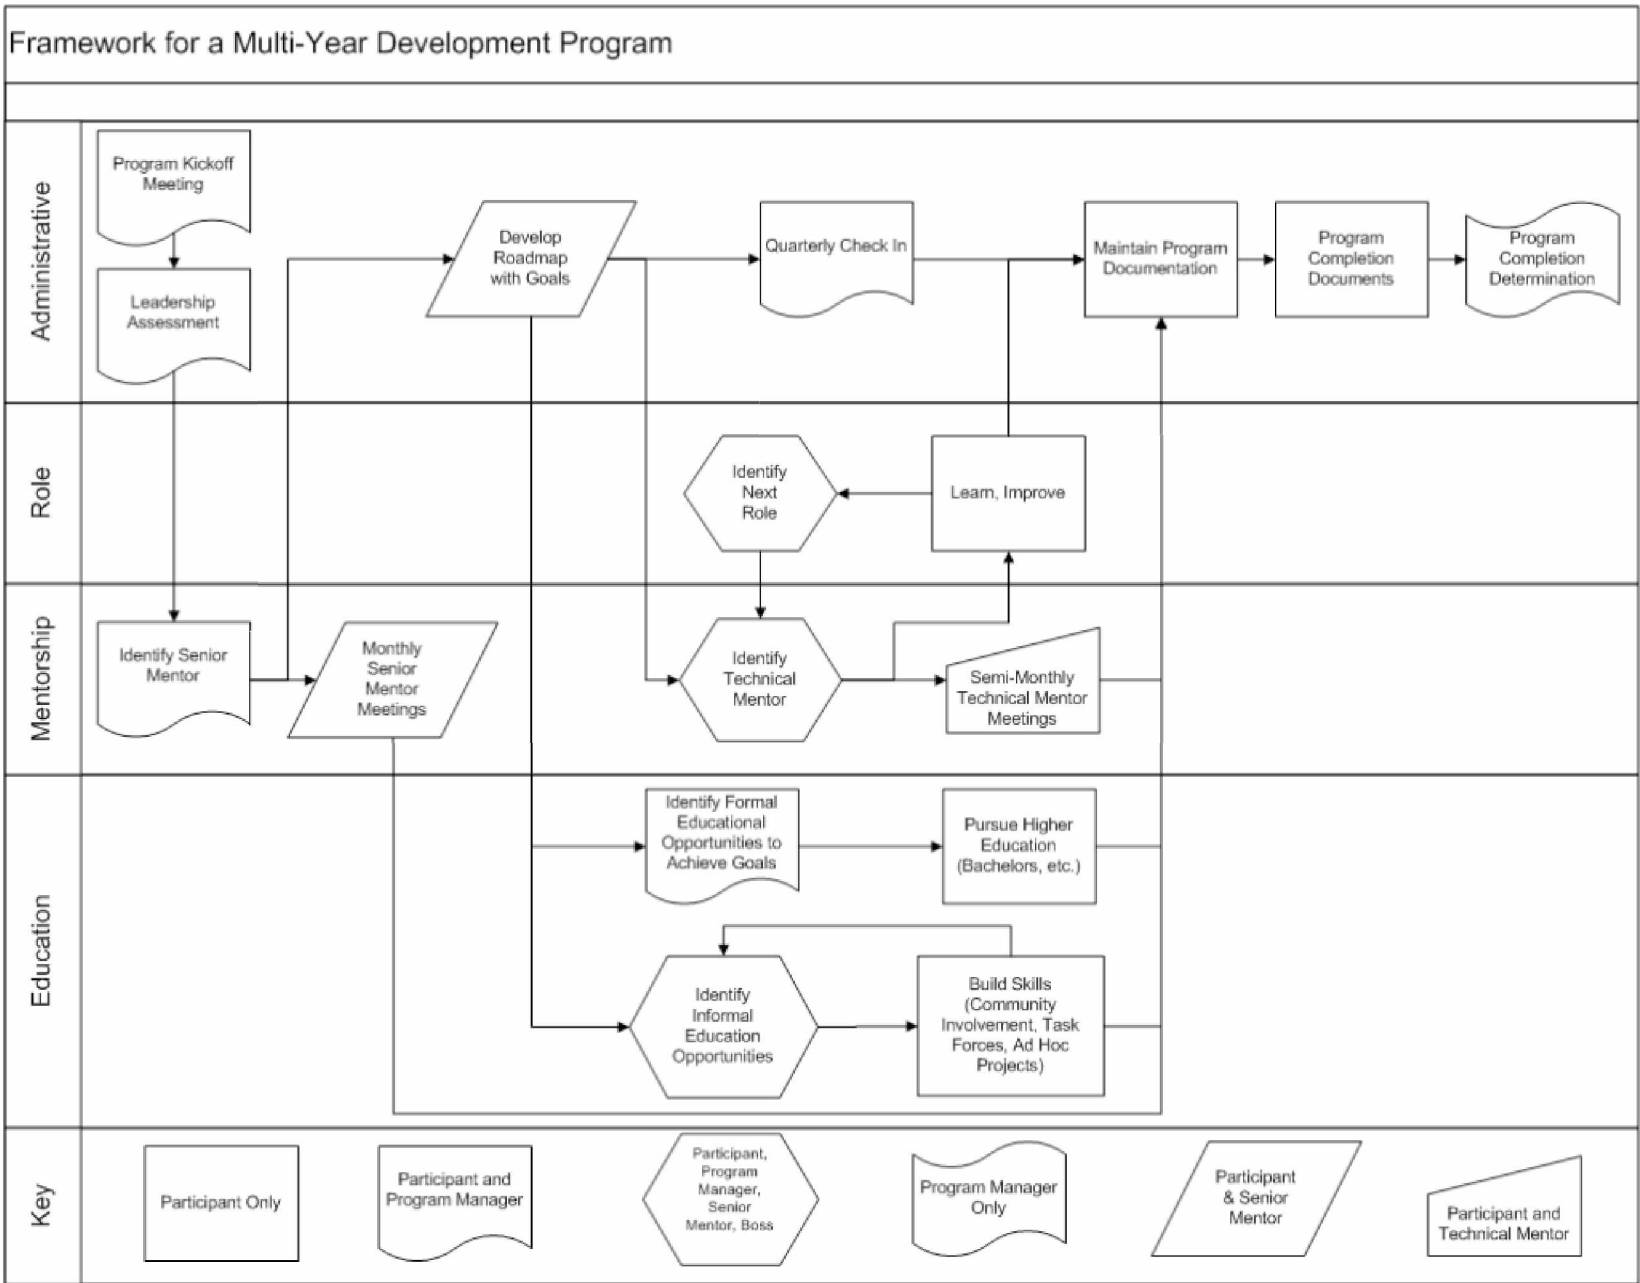 Framework for a Multi-Year Development Program
Administrative
Program Kickoff
Meeting
Leadership
Assessment
Develop
Roadmap
with Goals
Quarterly Check In
Maintain Program
Documentation
Program
Completion
Documents
Program
Completion
Determination
Role
Identify
Next
Role
Learn, Improve
Mentorship
Identify Senior
Mentor
Monthly
Senior
Mentor
Meetings
Identify
Technical
Mentor
Semi-Monthly
Technical Mentor
Meetings
Education
Identify Formal
Educational
Opportunities to
Achieve Goals
Pursue Higher
Education
(Bachelors, etc.)
Identify
Informal
Education
Opportunities
Build Skills
(Community
Involvement, Task
Forces, Ad Hoc
Projects)
Key
Participant Only
Participant and
Program Manager
Participant,
Program
Manager,
Senior
Mentor, Boss
Program Manager
Only
Participant
& Senior
Mentor
Participant and
Technical Mentor